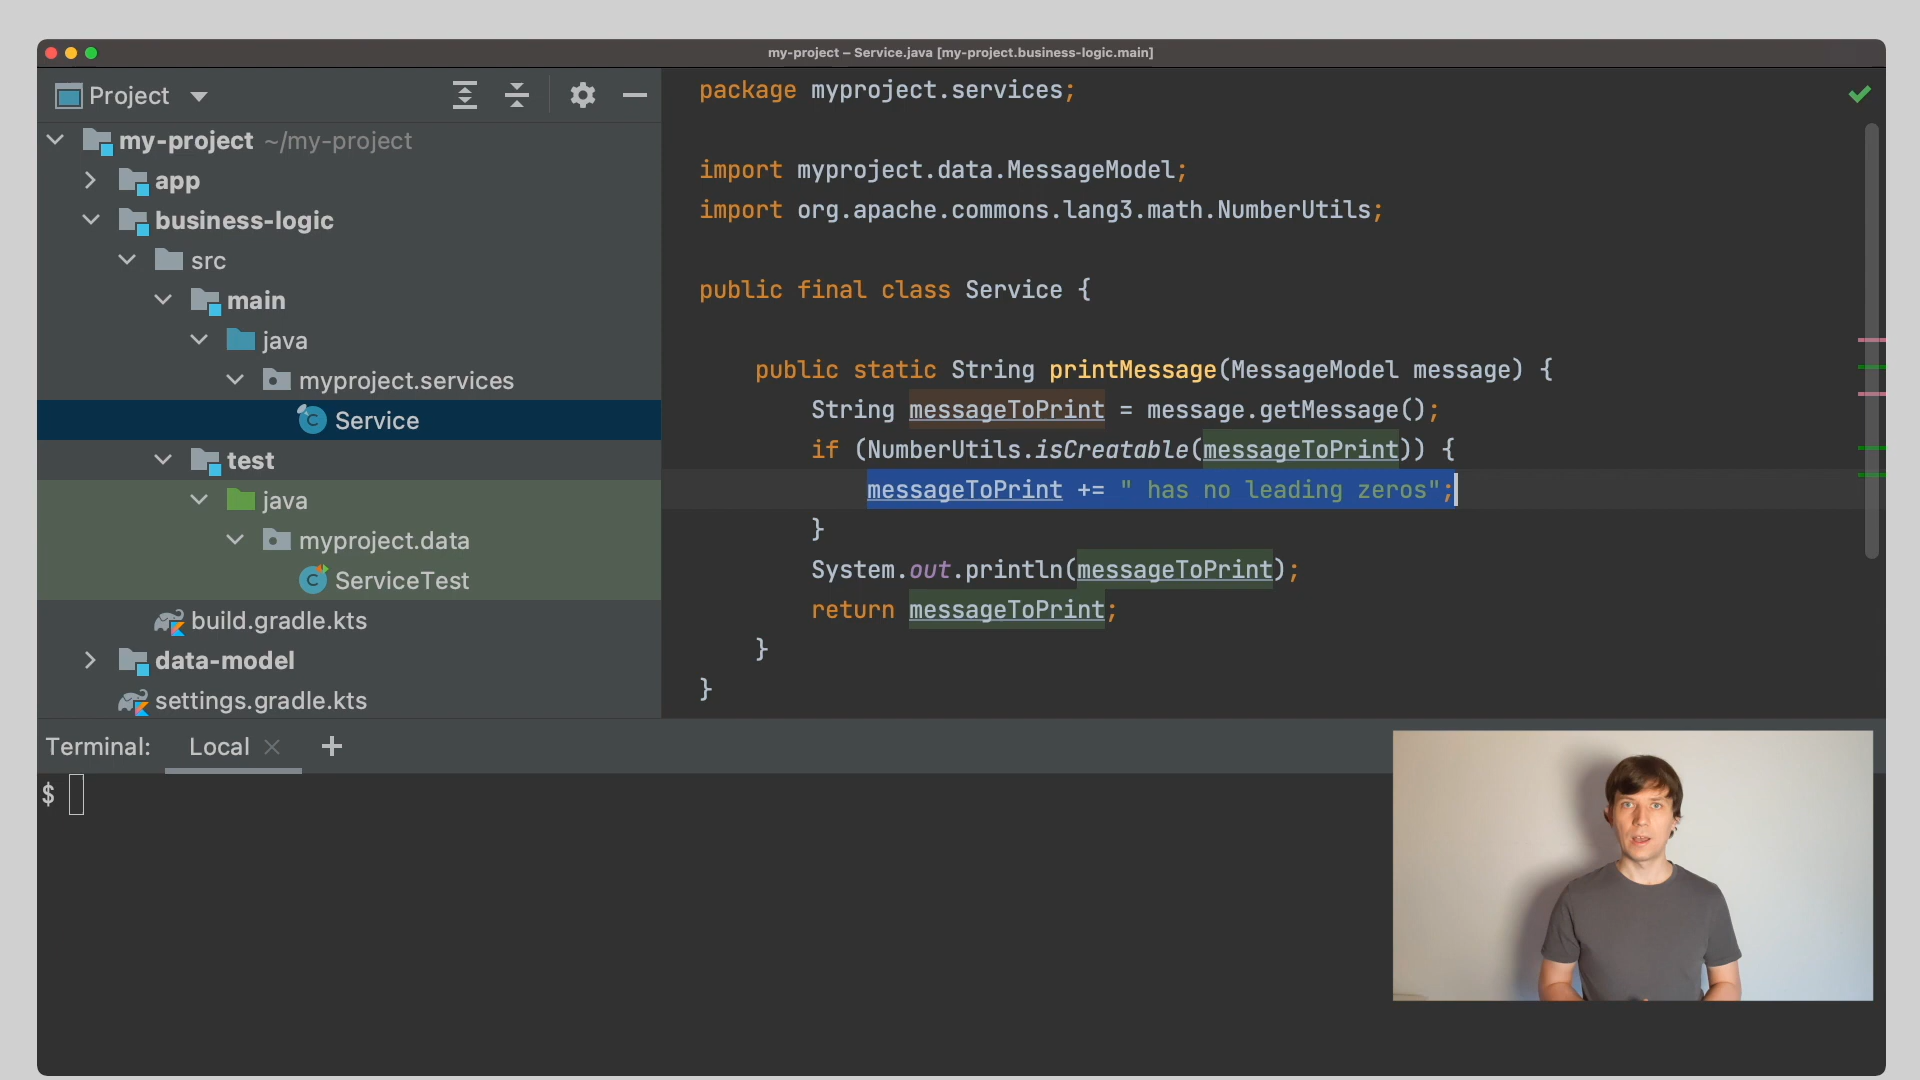 my-project – Service.java [my-project.business-logic.main]
Project
my-project ~/my-project
app
business-logic
src
main
java
myproject.services
Service
test
java
myproject.data
ServiceTest
build.gradle.kts
data-model
settings.gradle.kts
package myproject.services;
import myproject.data.MessageModel;
import org.apache.commons.lang3.math.NumberUtils;
public final class Service {
public static String printMessage(MessageModel message) {
String messageToPrint = message.getMessage();
if (NumberUtils.isCreatable(messageToPrint)) {
messageToPrint += " has no leading zeros";
}
System.out.println(messageToPrint);
return messageToPrint;
}
}
Terminal: Local
$